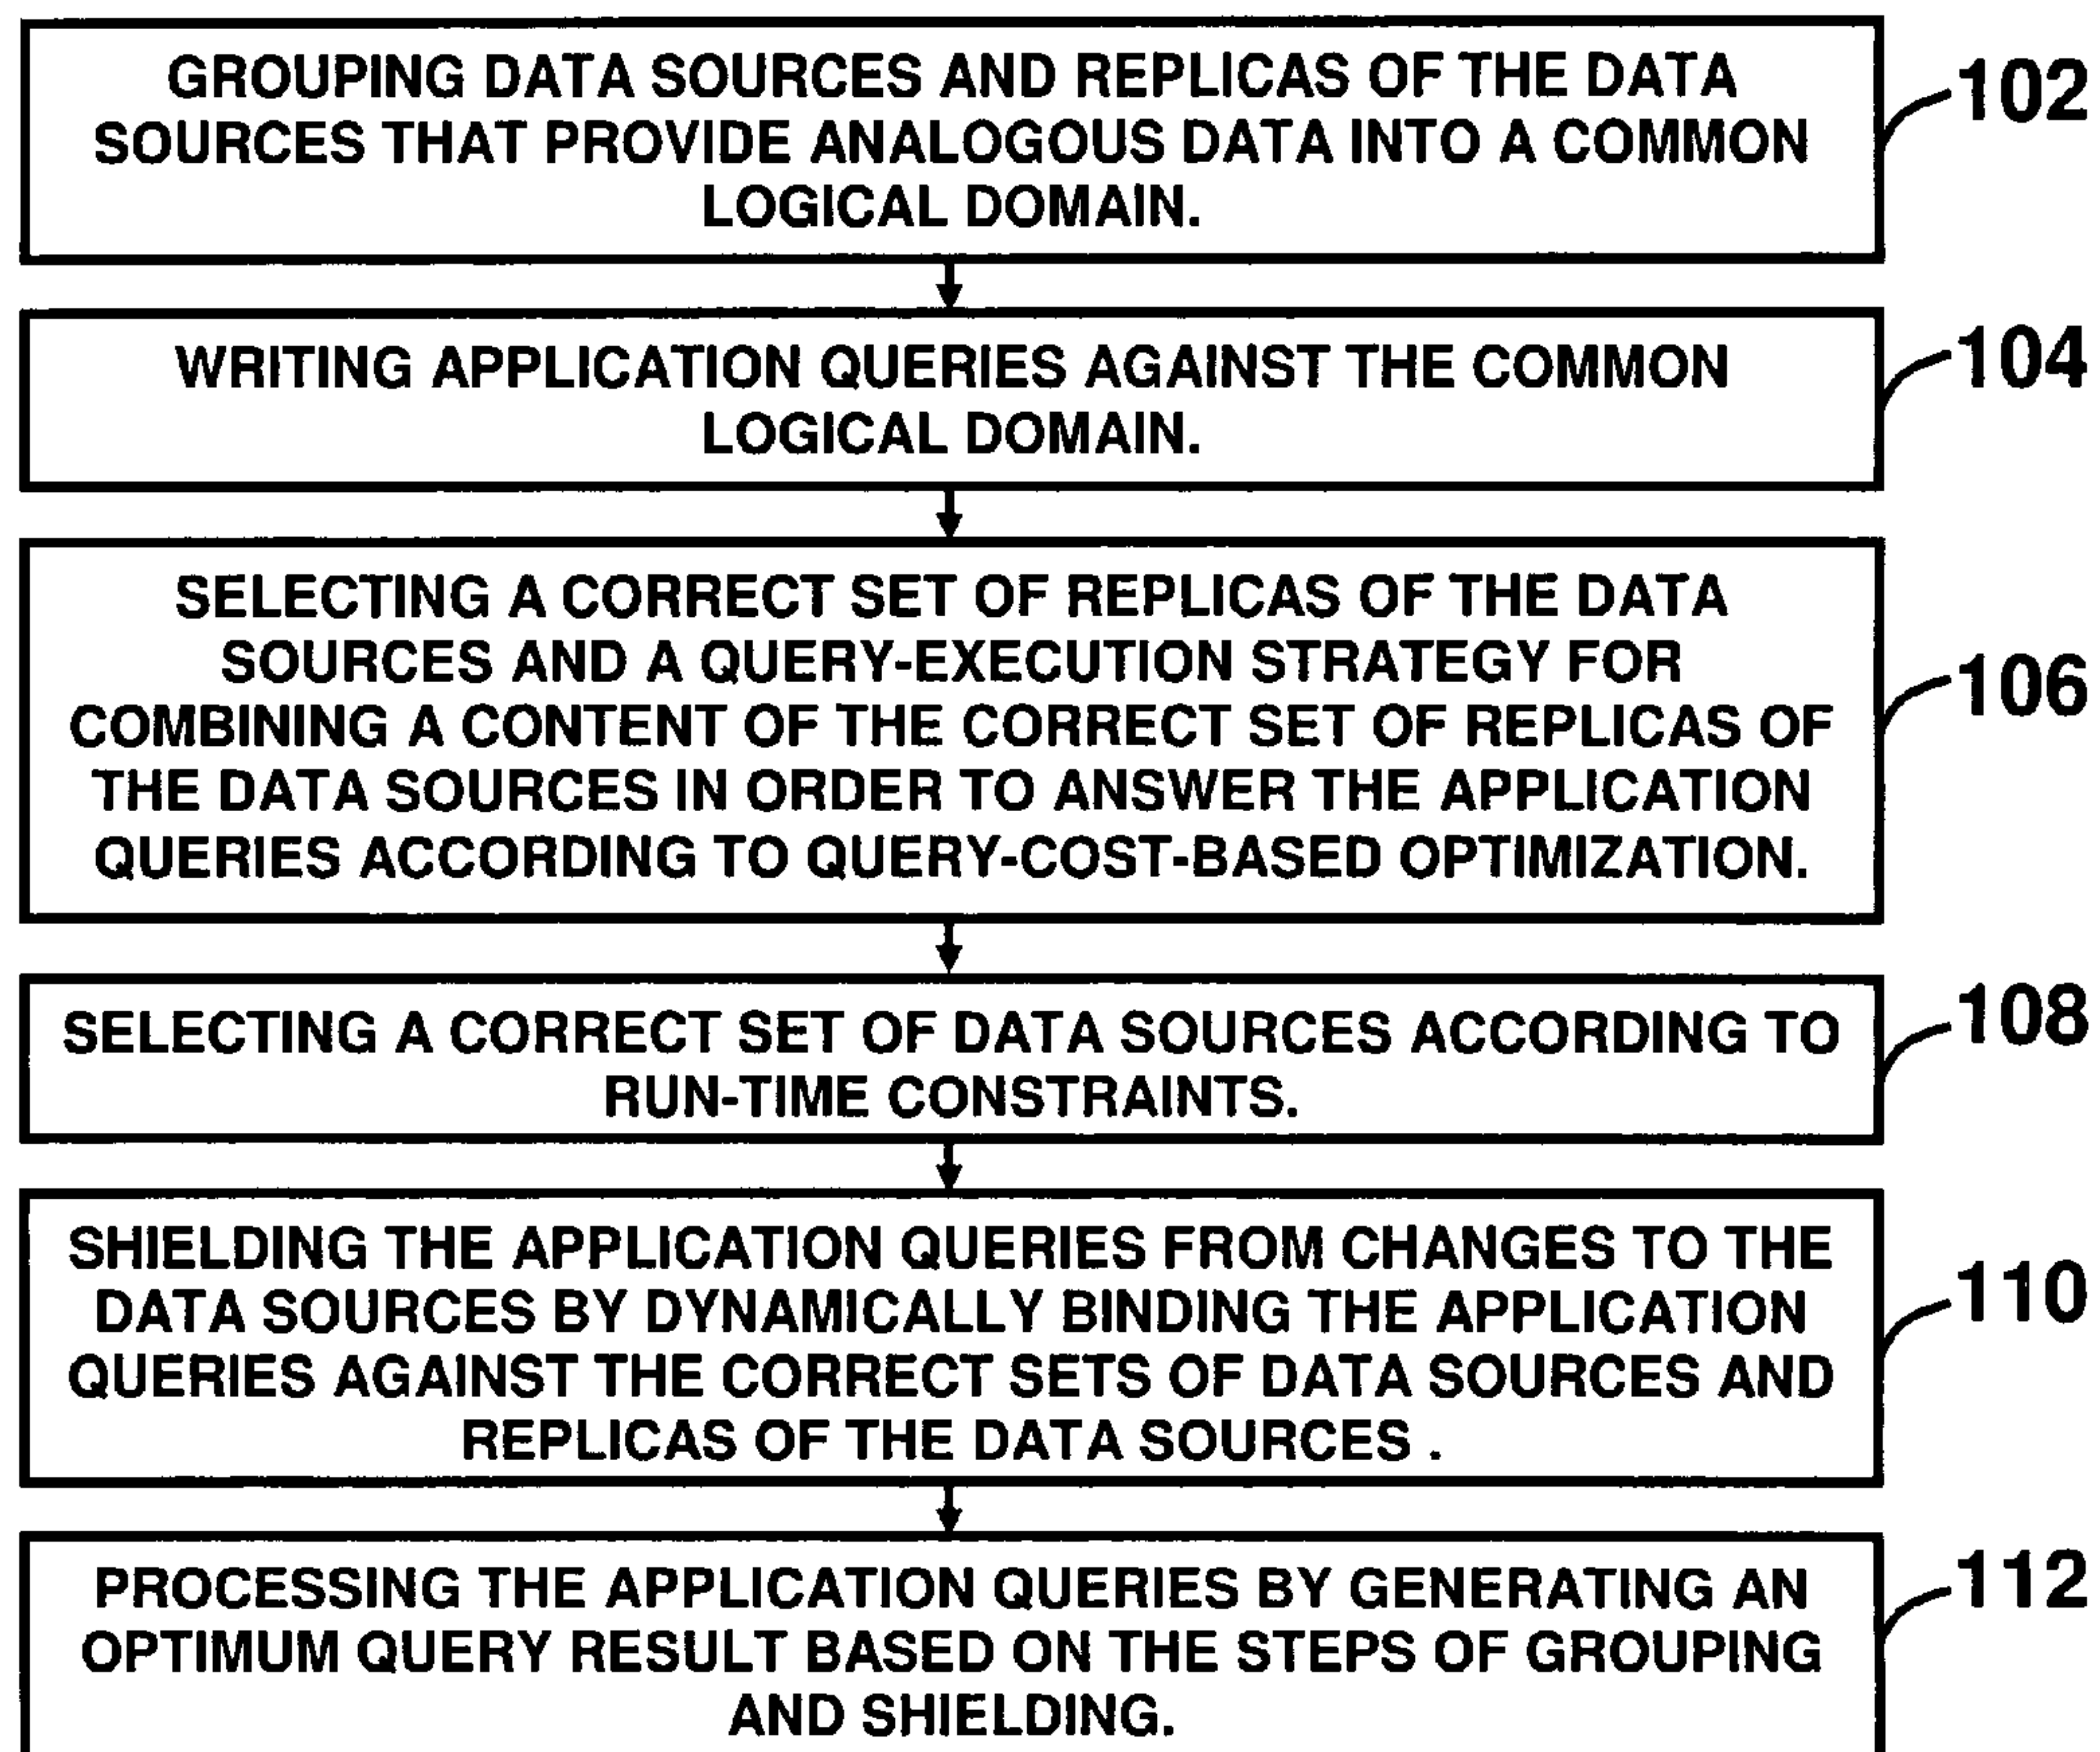 GROUPING DATA SOURCES AND REPLICAS OF THE DATA
SOURCES THAT PROVIDE ANALOGOUS DATA INTO A COMMON
LOGICAL DOMAIN.
102
WRITING APPLICATION QUERIES AGAINST THE COMMON
LOGICAL DOMAIN.
104
SELECTING A CORRECT SET OF REPLICAS OF THE DATA
SOURCES AND A QUERY-EXECUTION STRATEGY FOR
COMBINING A CONTENT OF THE CORRECT SET OF REPLICAS OF
THE DATA SOURCES IN ORDER TO ANSWER THE APPLICATION
QUERIES ACCORDING TO QUERY-COST-BASED OPTIMIZATION.
106
SELECTING A CORRECT SET OF DATA SOURCES ACCORDING TO
RUN-TIME CONSTRAINTS.
108
SHIELDING THE APPLICATION QUERIES FROM CHANGES TO THE
DATA SOURCES BY DYNAMICALLY BINDING THE APPLICATION
QUERIES AGAINST THE CORRECT SETS OF DATA SOURCES AND
REPLICAS OF THE DATA SOURCES .
110
PROCESSING THE APPLICATION QUERIES BY GENERATING AN
OPTIMUM QUERY RESULT BASED ON THE STEPS OF GROUPING
AND SHIELDING.
112